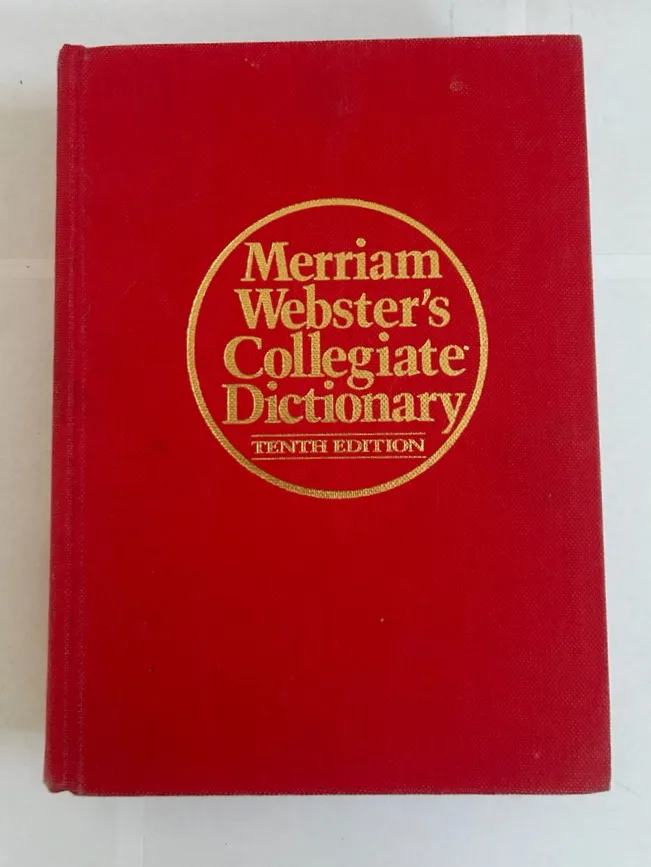 Merriam
Webster's
Collegiate®
Dictionary
TENTH EDITION